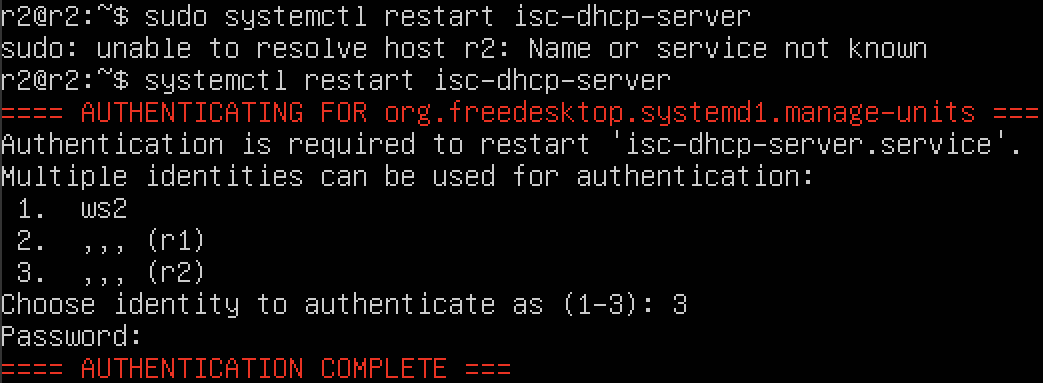 r2@r2:~$ sudo systemctl restart isc-dhcp-server
sudo: unable to resolve host r2: Name or service not known
r2@r2:~$ systemctl restart isc-dhcp-server
==== AUTHENTICATING FOR org.freedesktop.systemd1.manage-units ===
Authentication is required to restart 'isc-dhcp-server.service'.
Multiple identities can be used for authentication:
 1.  ws2
 2.  ,,, (r1)
 3.  ,,, (r2)
Choose identity to authenticate as (1-3): 3
Password:
==== AUTHENTICATION COMPLETE ===